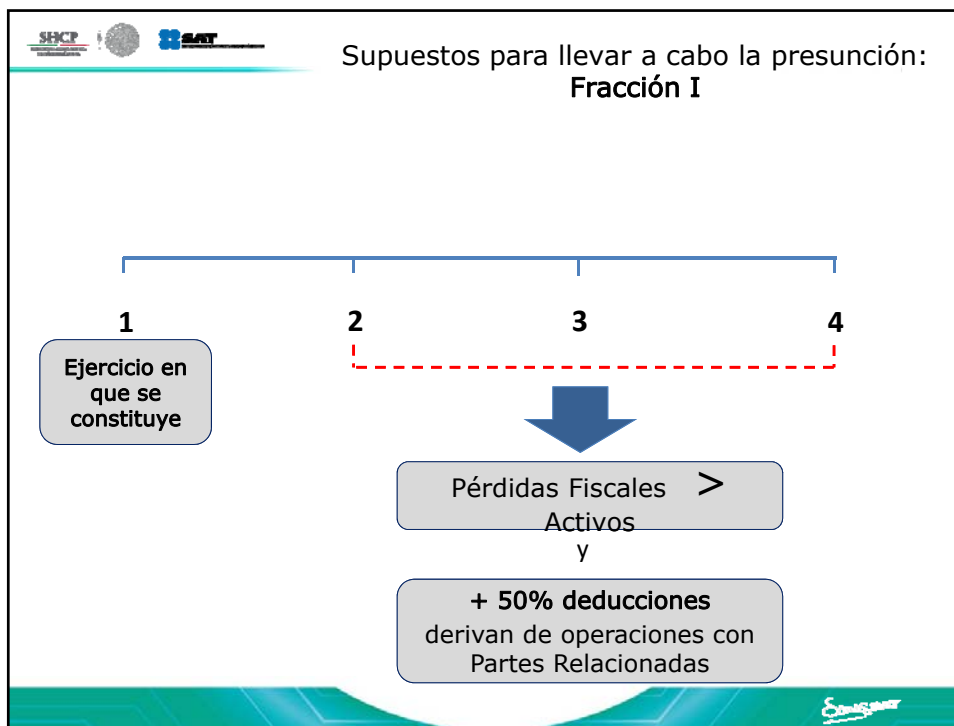 SHCP
SAT
Supuestos para llevar a cabo la presunción:
Fracción I
1 2 3 4
Ejercicio en
que se
constituye
Pérdidas Fiscales >
Activos
y
+ 50% deducciones
derivan de operaciones con
Partes Relacionadas